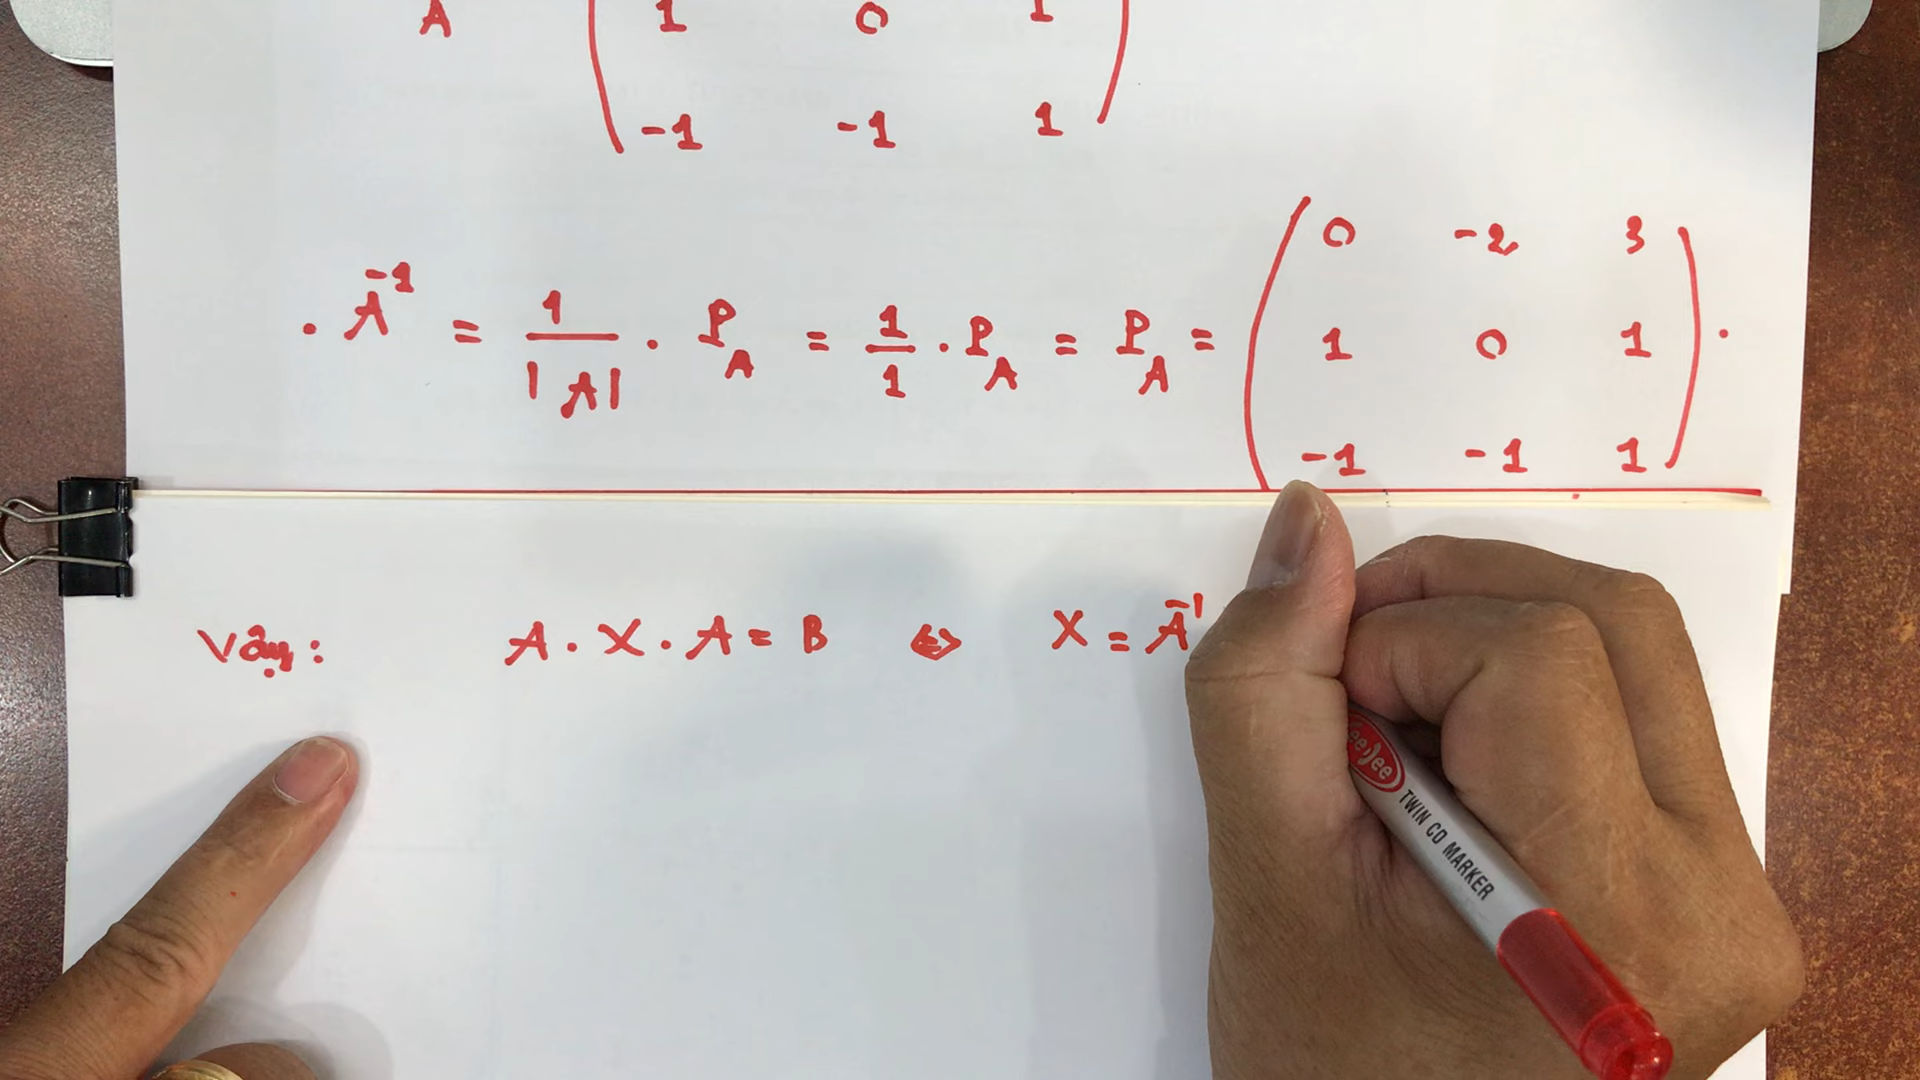 A 1 0 1
-1 -1 1
0 -2 3
. A⁻¹ = 1/|A| . P_A = 1/1 . P_A = P_A = 1 0 1 .
-1 -1 1
Vậy: A . X . A = B ⇔ X = A⁻¹
eeJee
TWIN CD MARKER